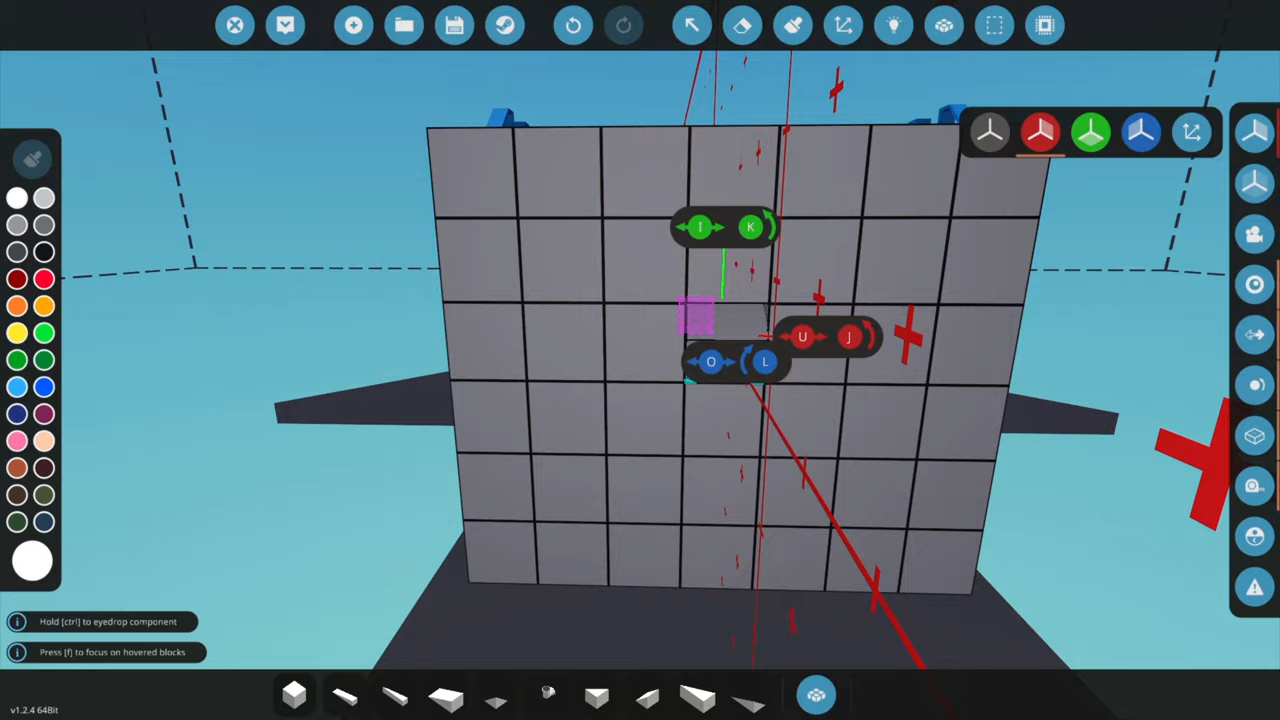 I K
U J
O L
Hold [ctrl] to eyedrop component
Press [f] to focus on hovered blocks
v1.2.4 64Bit